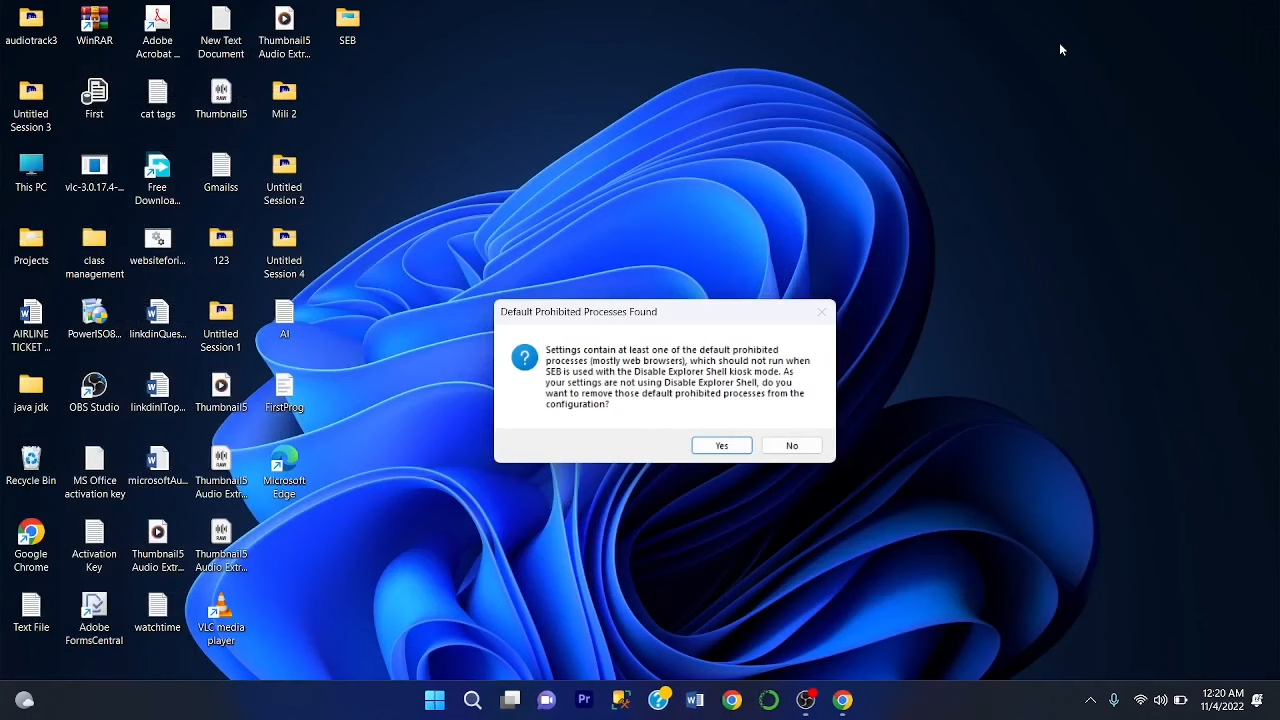 audiotrack3
WinRAR
Adobe
Acrobat ...
New Text
Document
Thumbnail5
Audio Extr...
SEB
Untitled
Session 3
First
cat tags
Thumbnail5
Mili 2
This PC
vlc-3.0.17.4-...
Free
Downloa...
Gmailss
Untitled
Session 2
Projects
class
management
websitefori...
123
Untitled
Session 4
AIRLINE
TICKET ...
PowerISO8...
linkdinQues...
Untitled
Session 1
AI
java jdk
OBS Studio
linkdinITop...
Thumbnail5
FirstProg
Recycle Bin
MS Office
activation key
microsoftAu...
Thumbnail5
Audio Extr...
Microsoft
Edge
Google
Chrome
Activation
Key
Thumbnail5
Audio Extr...
Thumbnail5
Audio Extr...
Text File
Adobe
FormsCentral
watchtime
VLC media
player
Default Prohibited Processes Found
Settings contain at least one of the default prohibited
processes (mostly web browsers), which should not run when
SEB is used with the Disable Explorer Shell kiosk mode. As
your settings are not using Disable Explorer Shell, do you
want to remove those default prohibited processes from the
configuration?
Yes
No
12:20 AM
11/4/2022